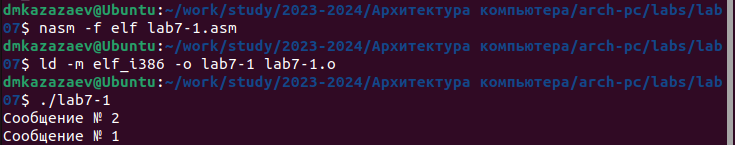 dmkazazaev@Ubuntu:~/work/study/2023-2024/Архитектура компьютера/arch-pc/labs/lab
07$ nasm -f elf lab7-1.asm
dmkazazaev@Ubuntu:~/work/study/2023-2024/Архитектура компьютера/arch-pc/labs/lab
07$ ld -m elf_i386 -o lab7-1 lab7-1.o
dmkazazaev@Ubuntu:~/work/study/2023-2024/Архитектура компьютера/arch-pc/labs/lab
07$ ./lab7-1
Сообщение № 2
Сообщение № 1